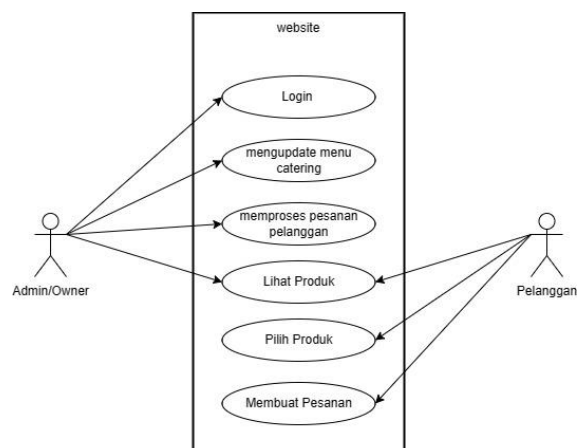 website
Login
mengupdate menu
catering
memproses pesanan
pelanggan
Admin/Owner
Lihat Produk
Pelanggan
Pilih Produk
Membuat Pesanan